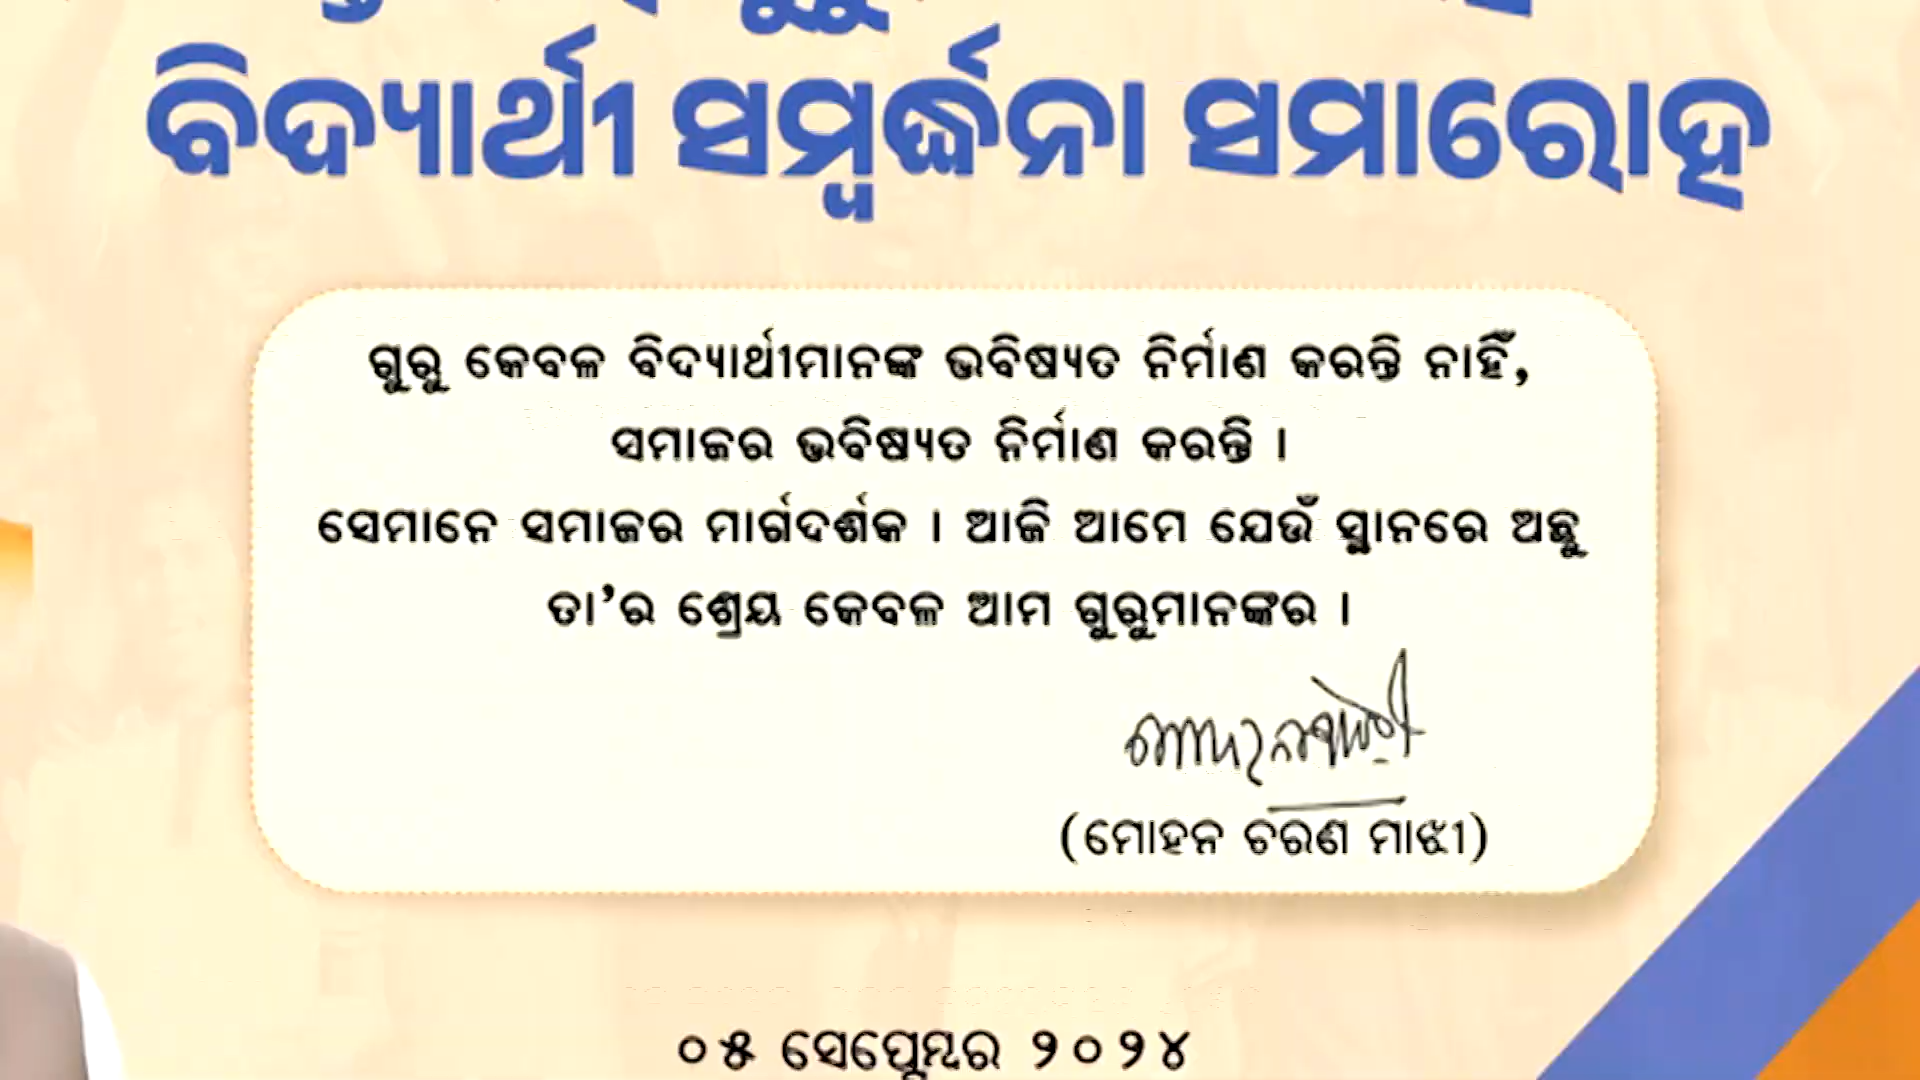 ବିଦ୍ୟାର୍ଥୀ ସମ୍ବର୍ଦ୍ଧନା ସମାରୋହ
ଗୁରୁ କେବଳ ବିଦ୍ୟାର୍ଥୀମାନଙ୍କ ଭବିଷ୍ୟତ ନିର୍ମାଣ କରନ୍ତି ନାହିଁ,
ସମାଜର ଭବିଷ୍ୟତ ନିର୍ମାଣ କରନ୍ତି ।
ସେମାନେ ସମାଜର ମାର୍ଗଦର୍ଶକ । ଆଜି ଆମେ ଯେଉଁ ସ୍ଥାନରେ ଅଛୁ
ତା’ର ଶ୍ରେୟ କେବଳ ଆମ ଗୁରୁମାନଙ୍କର ।
(ମୋହନ ଚରଣ ମାଝୀ)
୦୫ ସେପ୍ଟେମ୍ବର ୨୦୨୪